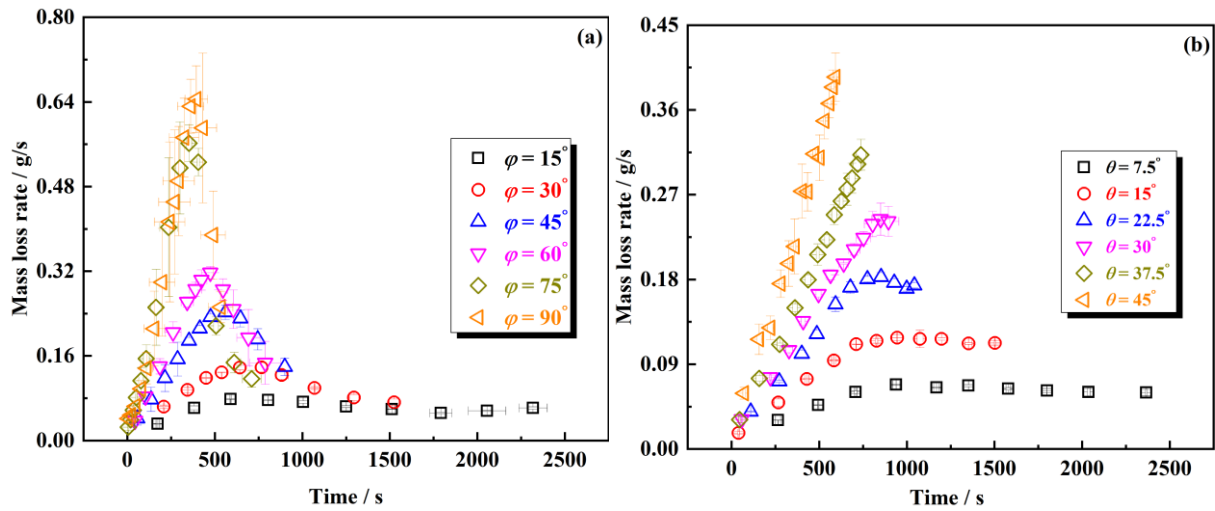 (a)
Mass loss rate / g/s
0.80
0.64
0.48
0.32
0.16
0.00
φ = 15°
φ = 30°
φ = 45°
φ = 60°
φ = 75°
φ = 90°
0 500 1000 1500 2000 2500
Time / s
(b)
Mass loss rate / g/s
0.45
0.36
0.27
0.18
0.09
0.00
θ = 7.5°
θ = 15°
θ = 22.5°
θ = 30°
θ = 37.5°
θ = 45°
0 500 1000 1500 2000 2500
Time / s